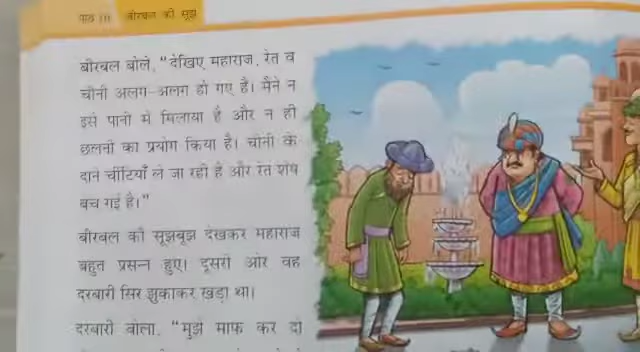 पाठ 10 बीरबल की सूझ
बीरबल बोले, "देखिए महाराज, रेत व
चीनी अलग-अलग हो गए हैं। मैंने न
इसे पानी में मिलाया है और न ही
छलनी का प्रयोग किया है। चीनी के
दाने चींटियाँ ले जा रही हैं और रेत शेष
बच गई है।"
बीरबल की सूझबूझ देखकर महाराज
बहुत प्रसन्न हुए। दूसरी ओर वह
दरबारी सिर झुकाकर खड़ा था।
दरबारी बोला, "मुझे माफ कर दो